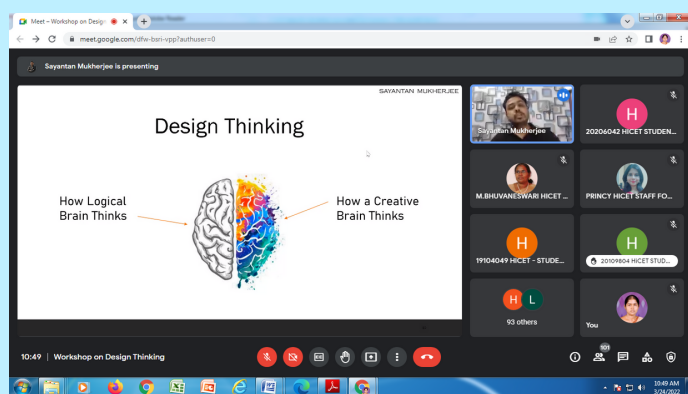 Meet – Workshop on Design
meet.google.com/dfw-bsri-vpp?authuser=0
Sayantan Mukherjee is presenting
SAYANTAN MUKHERJEE
Design Thinking
How Logical
Brain Thinks
How a Creative
Brain Thinks
Sayantan Mukherjee
H
20206042 HICET STUDEN...
M.BHUVANESWARI HICET ...
PRINCY HICET STAFF FO...
H
19104049 HICET - STUDE...
H
20109804 HICET STUD...
H L
93 others
You
10:49 | Workshop on Design Thinking
101
10:49 AM
3/24/2022